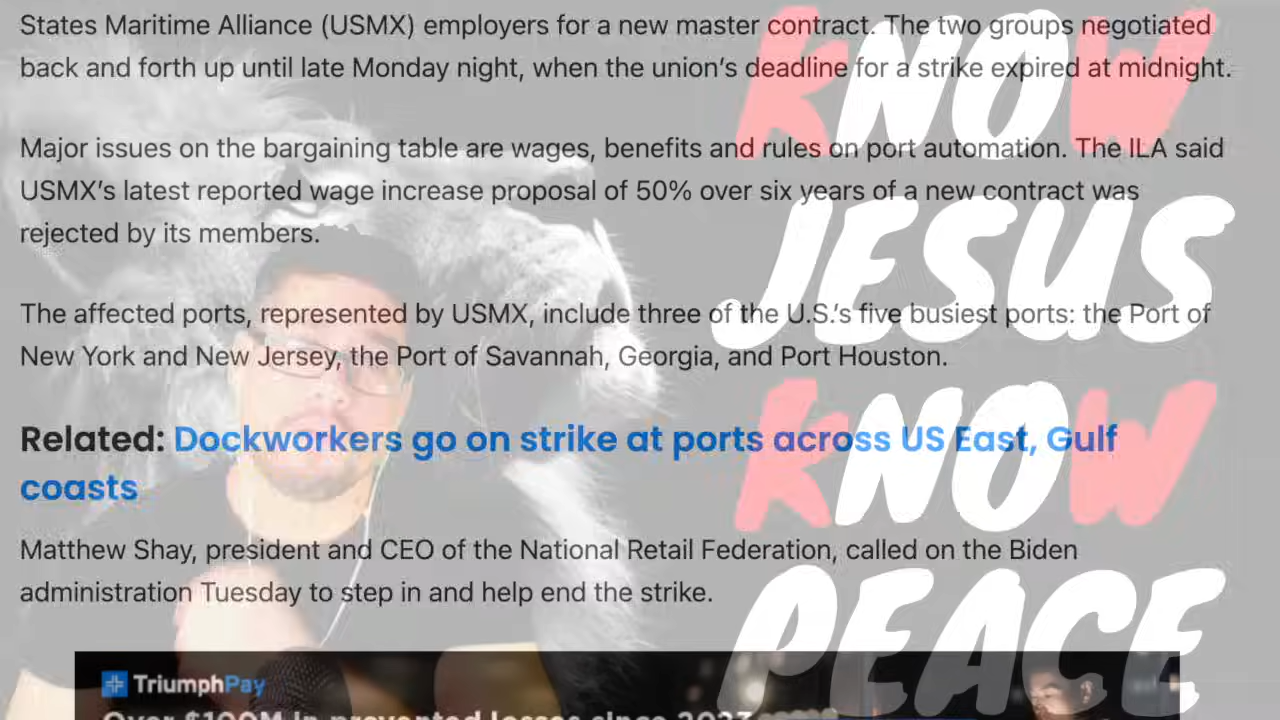 States Maritime Alliance (USMX) employers for a new master contract. The two groups negotiated
back and forth up until late Monday night, when the union’s deadline for a strike expired at midnight.
Major issues on the bargaining table are wages, benefits and rules on port automation. The ILA said
USMX’s latest reported wage increase proposal of 50% over six years of a new contract was
rejected by its members.
The affected ports, represented by USMX, include three of the U.S.’s five busiest ports: the Port of
New York and New Jersey, the Port of Savannah, Georgia, and Port Houston.
Related: Dockworkers go on strike at ports across US East, Gulf
coasts
Matthew Shay, president and CEO of the National Retail Federation, called on the Biden
administration Tuesday to step in and help end the strike.
TriumphPay
Over $100M in prevented losses since 2023
kNOW
JESUS
kNOW
PEACE